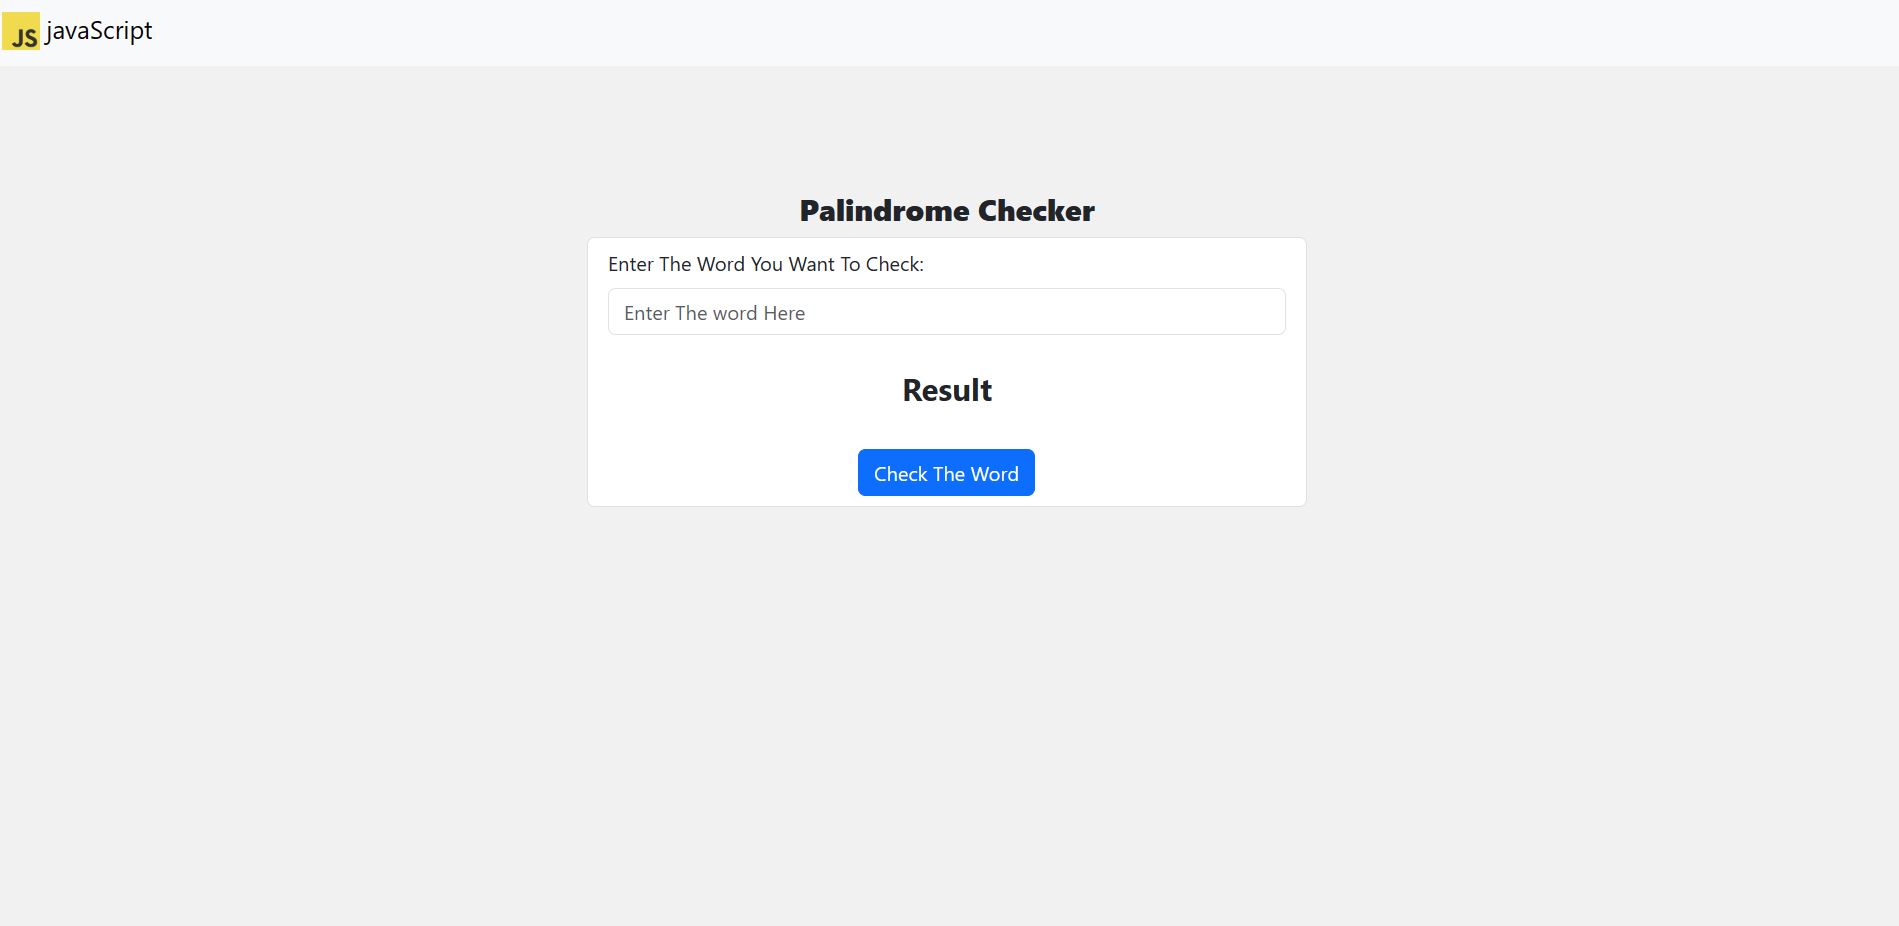 JS javaScript
Palindrome Checker
Enter The Word You Want To Check:
Enter The word Here
Result
Check The Word